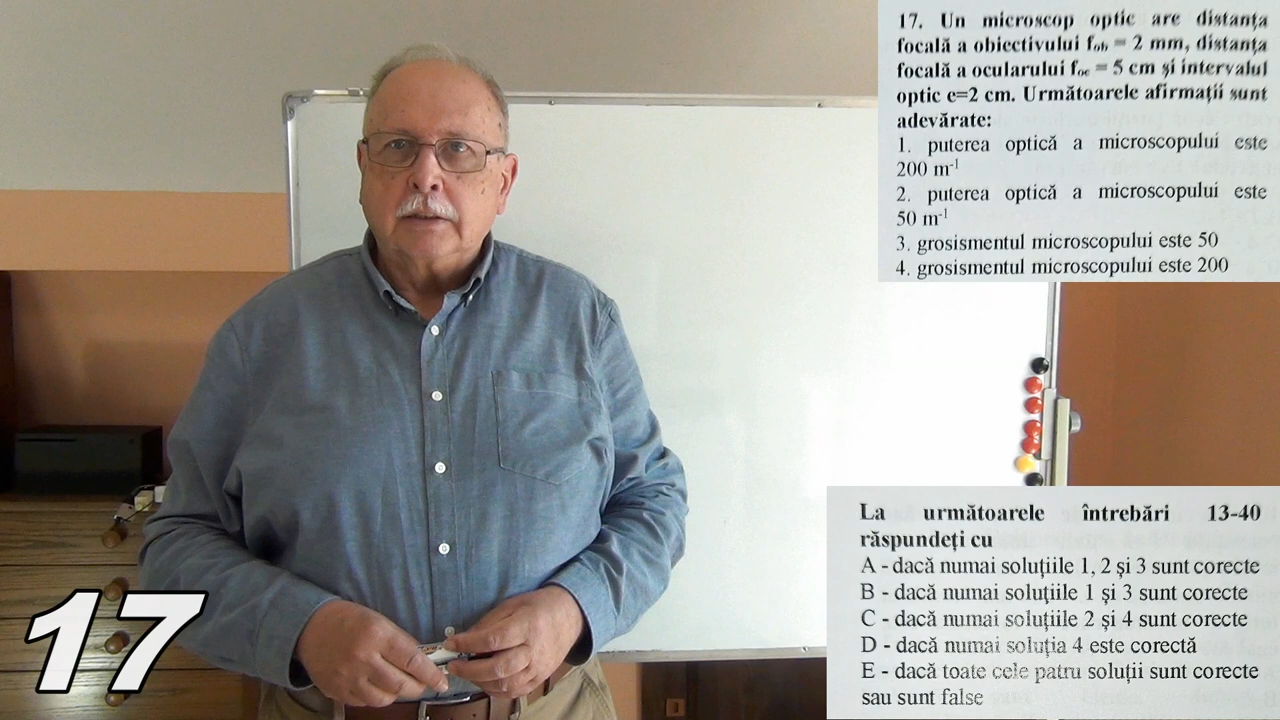 17. Un microscop optic are distanța
focală a obiectivului fₒb = 2 mm, distanța
focală a ocularului fₒc = 5 cm și intervalul
optic e=2 cm. Următoarele afirmații sunt
adevărate:
1. puterea optică a microscopului este
200 m⁻¹
2. puterea optică a microscopului este
50 m⁻¹
3. grosismentul microscopului este 50
4. grosismentul microscopului este 200
La următoarele întrebări 13-40
răspundeți cu
A - dacă numai soluțiile 1, 2 și 3 sunt corecte
B - dacă numai soluțiile 1 și 3 sunt corecte
C - dacă numai soluțiile 2 și 4 sunt corecte
D - dacă numai soluția 4 este corectă
E - dacă toate cele patru soluții sunt corecte
sau sunt false
17